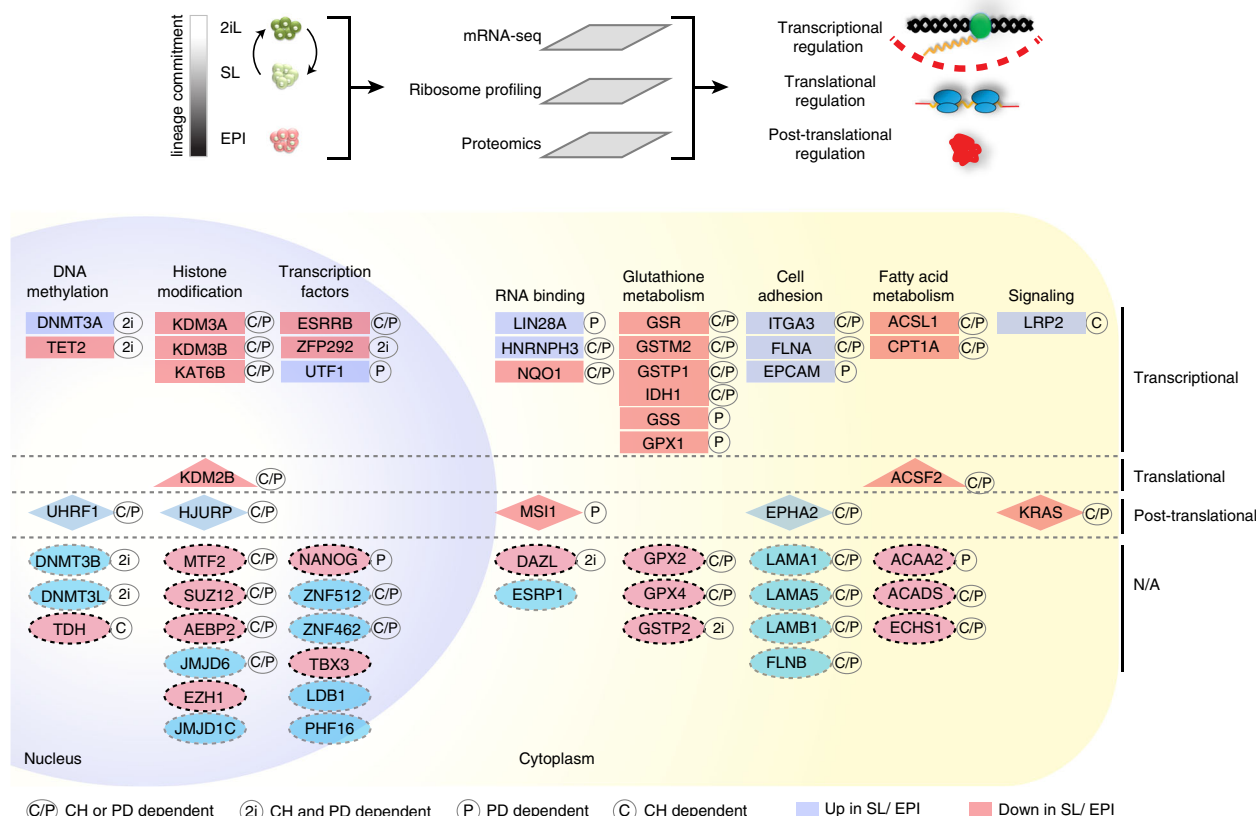 lineage commitment
2iL
SL
EPI
mRNA-seq
Ribosome profiling
Proteomics
Transcriptional
regulation
Translational
regulation
Post-translational
regulation
DNA
methylation
Histone
modification
Transcription
factors
RNA binding
Glutathione
metabolism
Cell
adhesion
Fatty acid
metabolism
Signaling
DNMT3A 2i KDM3A C/P ESRRB C/P LIN28A P GSR C/P ITGA3 C/P ACSL1 C/P LRP2 C
TET2 2i KDM3B C/P ZFP292 2i HNRNPH3 C/P GSTM2 C/P FLNA C/P CPT1A C/P
KAT6B C/P UTF1 P NQO1 C/P GSTP1 C/P EPCAM P
Transcriptional
IDH1 C/P
GSS P
GPX1 P
KDM2B C/P ACSF2 C/P Translational
UHRF1 C/P HJURP C/P MSI1 P EPHA2 C/P KRAS C/P Post-translational
DNMT3B 2i MTF2 C/P NANOG P DAZL 2i GPX2 C/P LAMA1 C/P ACAA2 P
N/A
DNMT3L 2i SUZ12 C/P ZNF512 C/P ESRP1 GPX4 C/P LAMA5 C/P ACADS C/P
TDH C AEBP2 C/P ZNF462 C/P GSTP2 2i LAMB1 C/P ECHS1 C/P
JMJD6 C/P TBX3 FLNB C/P
EZH1 LDB1
JMJD1C PHF16
Nucleus Cytoplasm
C/P CH or PD dependent 2i CH and PD dependent P PD dependent C CH dependent Up in SL/ EPI Down in SL/ EPI